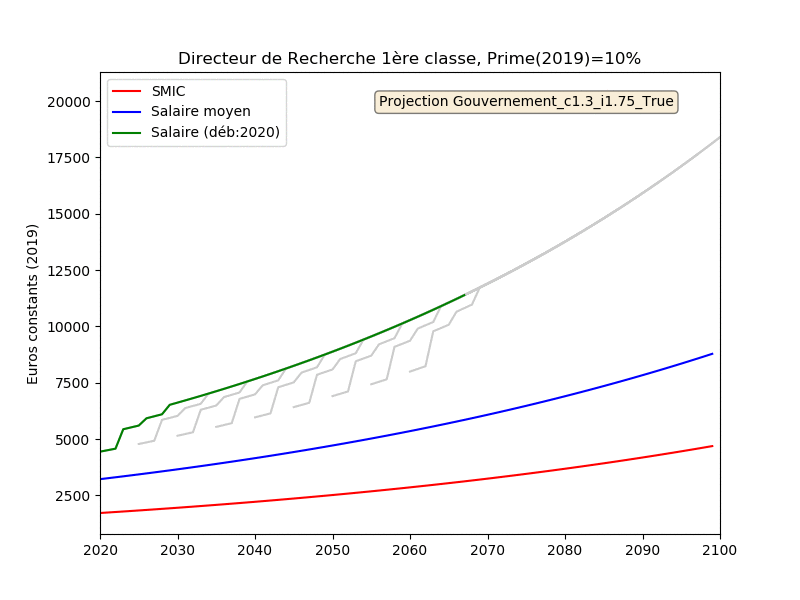 Directeur de Recherche 1ère classe, Prime(2019)=10%
SMIC
Salaire moyen
Salaire (déb:2020)
Projection Gouvernement_c1.3_i1.75_True
Euros constants (2019)
20000
17500
15000
12500
10000
7500
5000
2500
2020 2030 2040 2050 2060 2070 2080 2090 2100